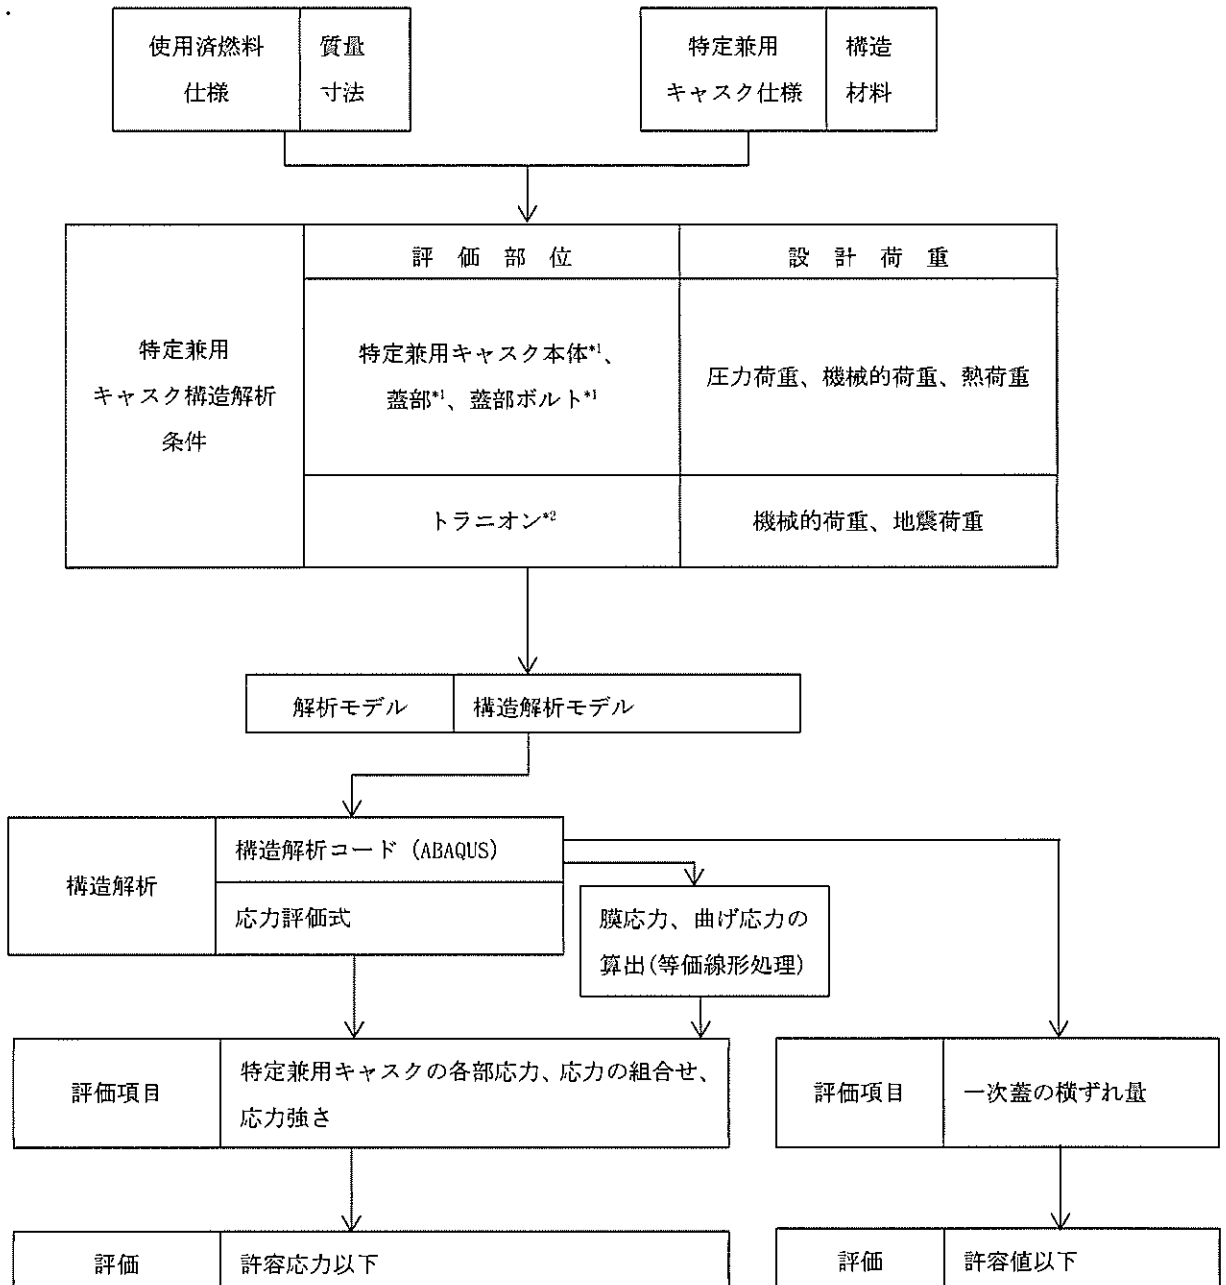 使用済燃料
仕様
質量
寸法
特定兼用
キャスク仕様
構造
材料
評価部位
設計荷重
特定兼用
キャスク構造解析
条件
特定兼用キャスク本体*1、
蓋部*1、蓋部ボルト*1
圧力荷重、機械的荷重、熱荷重
トラニオン*2
機械的荷重、地震荷重
解析モデル
構造解析モデル
構造解析
構造解析コード (ABAQUS)
応力評価式
膜応力、曲げ応力の
算出(等価線形処理)
評価項目
特定兼用キャスクの各部応力、応力の組合せ、
応力強さ
評価項目
一次蓋の横ずれ量
評価
許容応力以下
評価
許容値以下